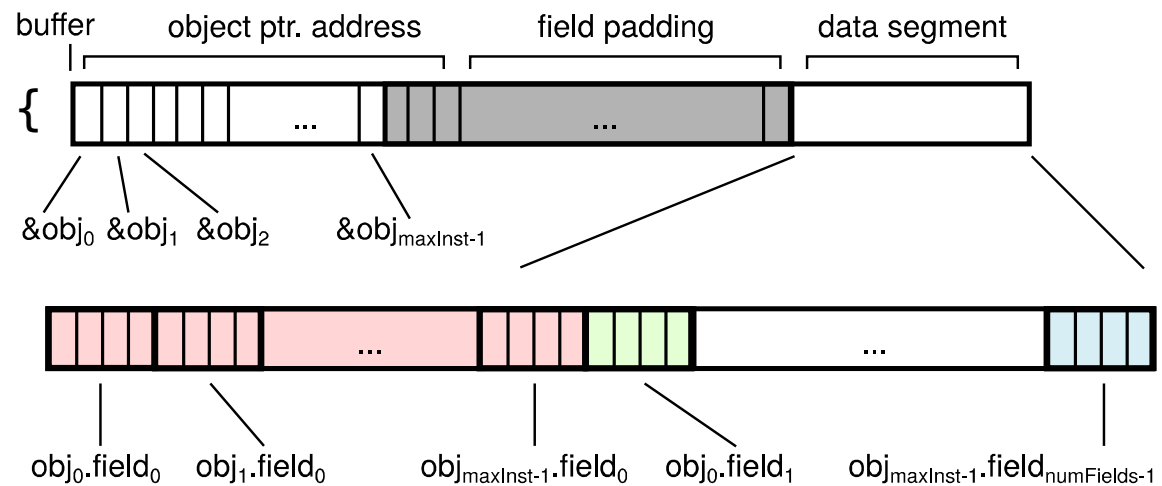 buffer object ptr. address field padding data segment
{ ... ...
&obj0 &obj1 &obj2 &objmaxInst-1
... ...
obj0.field0 obj1.field0 objmaxInst-1.field0 obj0.field1 objmaxInst-1.fieldnumFields-1